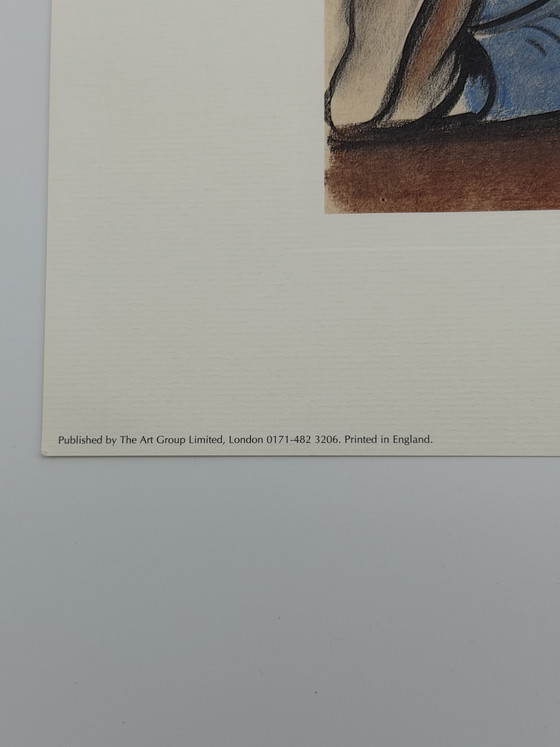 Published by The Art Group Limited, London 0171-482 3206. Printed in England.